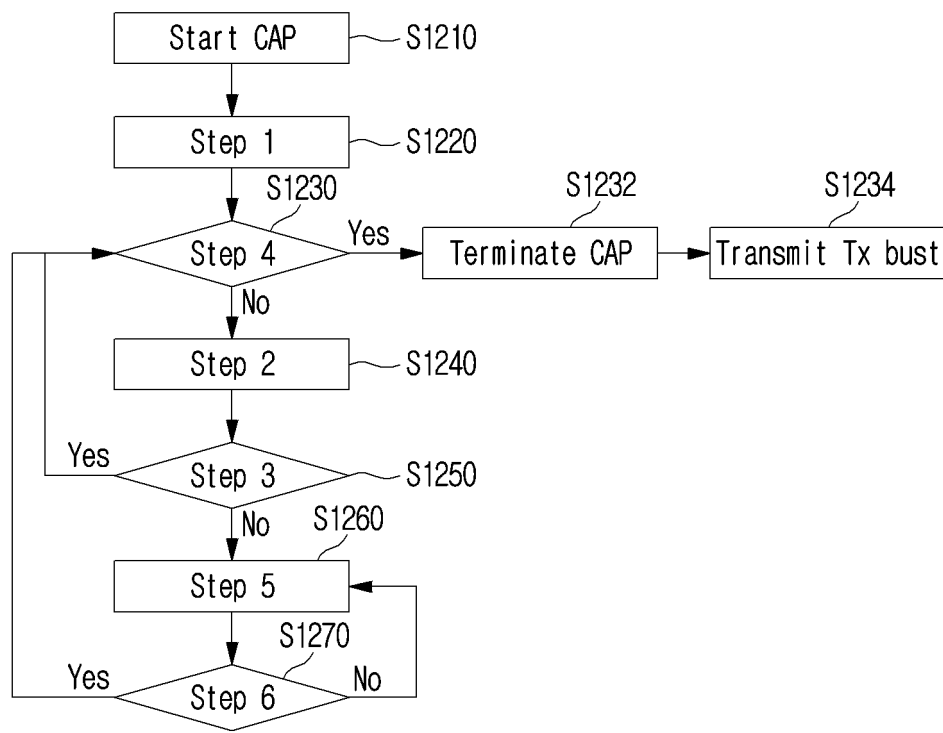 Start CAP
S1210
Step 1
S1220
S1230
Step 4
Yes
Terminate CAP
S1232
Transmit Tx bust
S1234
No
Step 2
S1240
Yes
Step 3
S1250
No
S1260
Step 5
S1270
Yes
Step 6
No